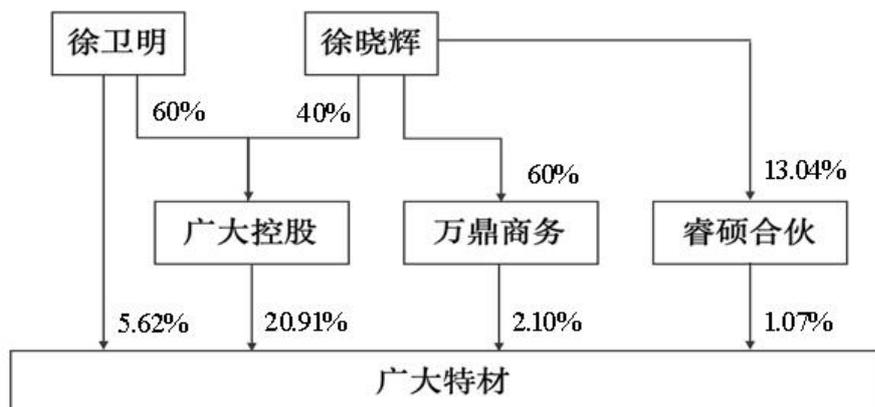 徐卫明
徐晓辉
60%
40%
60%
13.04%
广大控股
万鼎商务
睿硕合伙
5.62%
20.91%
2.10%
1.07%
广大特材